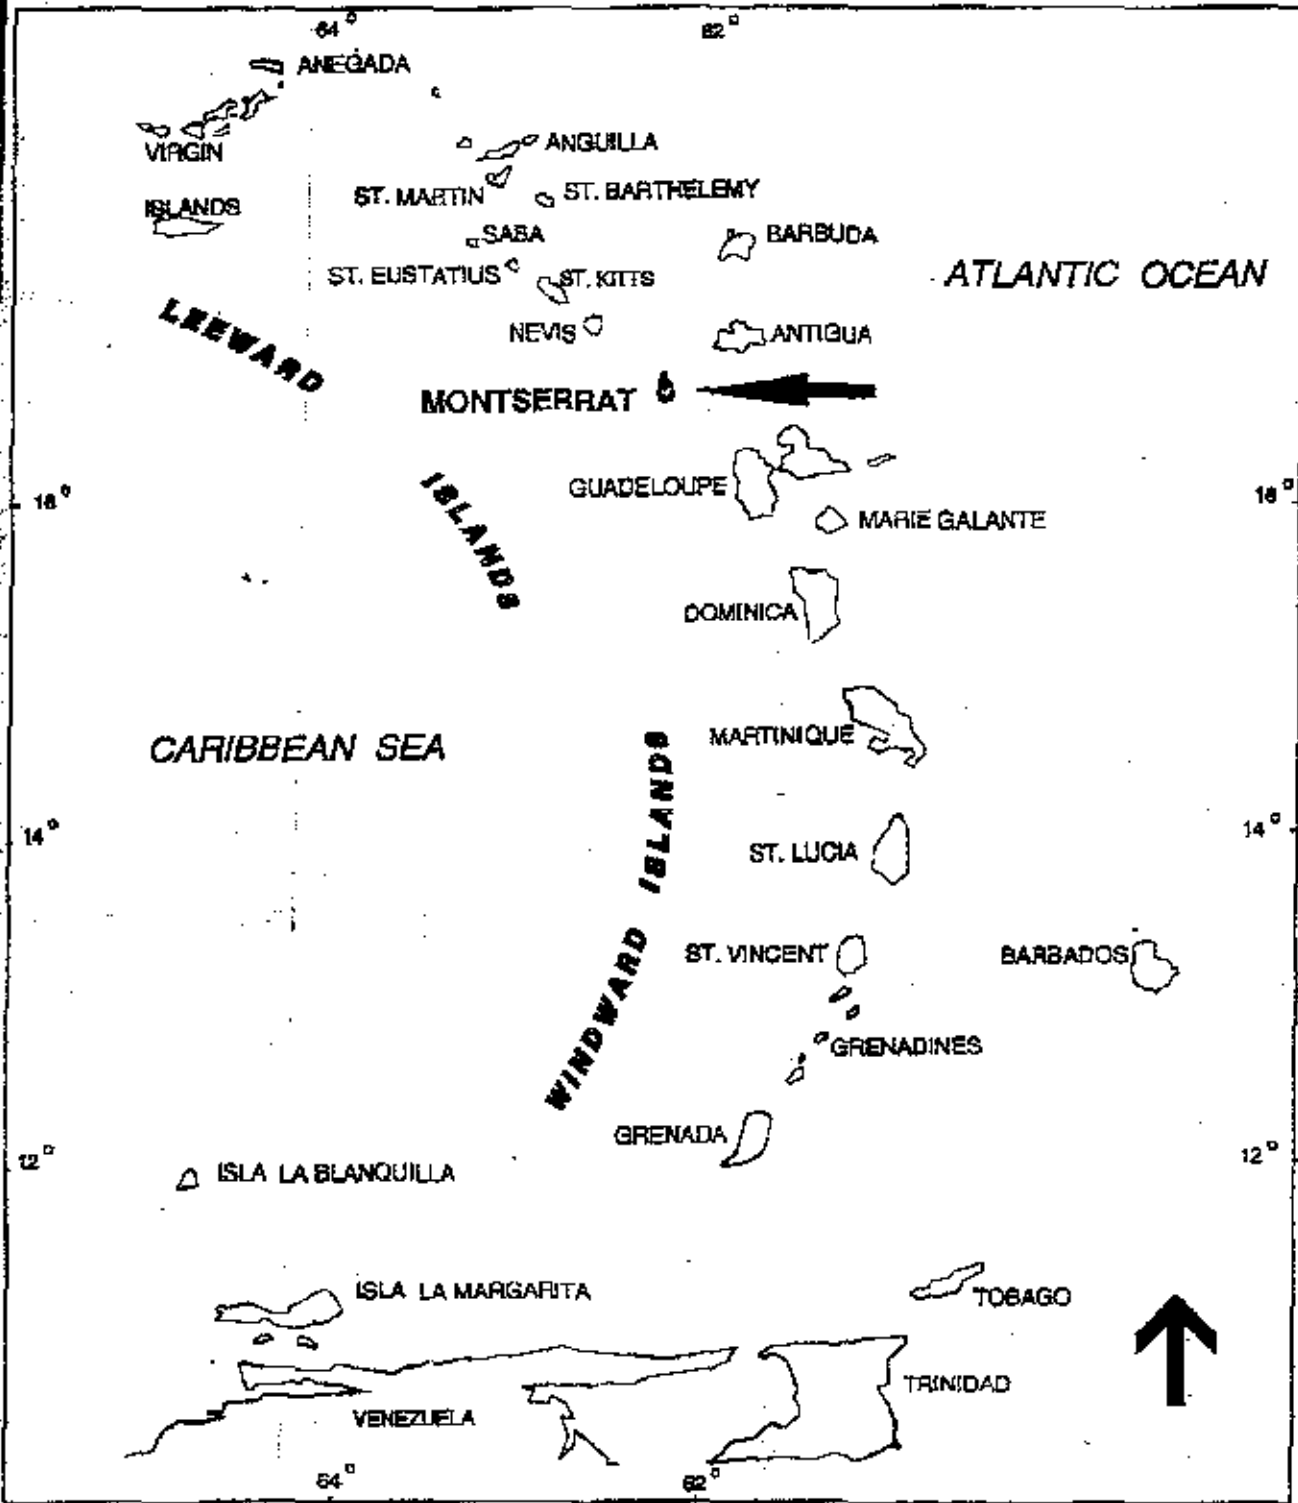 64° 62°
ANEGADA
VIRGIN
ISLANDS
ANGUILLA
ST. MARTIN
ST. BARTHELEMY
SABA
BARBUDA
ST. EUSTATIUS
ST. KITTS
ATLANTIC OCEAN
NEVIS
ANTIGUA
LEEWARD
MONTSERRAT
ISLANDS
GUADELOUPE
16° 16°
MARIE GALANTE
DOMINICA
MARTINIQUE
CARIBBEAN SEA
14° 14°
ST. LUCIA
WINDWARD ISLANDS
ST. VINCENT
BARBADOS
GRENADINES
GRENADA
12° 12°
ISLA LA BLANQUILLA
ISLA LA MARGARITA
TOBAGO
TRINIDAD
VENEZUELA
64° 62°